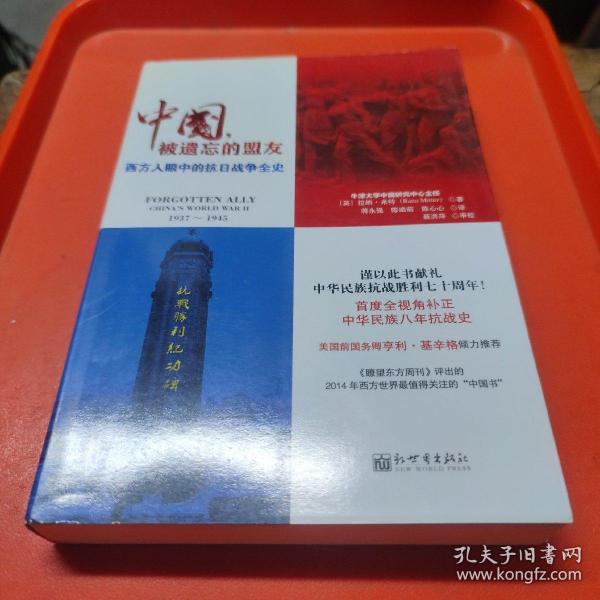 中國、
被遗忘的盟友
西方人眼中的抗日战争全史
FORGOTTEN ALLY
CHINA'S WORLD WAR II
1937～1945
牛津大学中国研究中心主任
［英］拉纳·米特（Rana Mitter）◎著
蒋永强 陈逾前 陈心心 ◎译
聂洪萍 ◎审校
抗戰勝利紀功碑
谨以此书献礼
中华民族抗战胜利七十周年！
首度全视角补正
中华民族八年抗战史
美国前国务卿亨利·基辛格倾力推荐
《瞭望东方周刊》评出的
2014年西方世界最值得关注的“中国书”
新世界出版社
NEW WORLD PRESS
孔夫子旧书网
www.kongfz.com